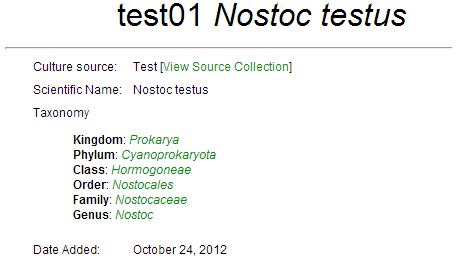 test01 Nostoc testus
Culture source: Test [View Source Collection]
Scientific Name: Nostoc testus
Taxonomy
Kingdom: Prokarya
Phylum: Cyanoprokaryota
Class: Hormogoneae
Order: Nostocales
Family: Nostocaceae
Genus: Nostoc
Date Added: October 24, 2012